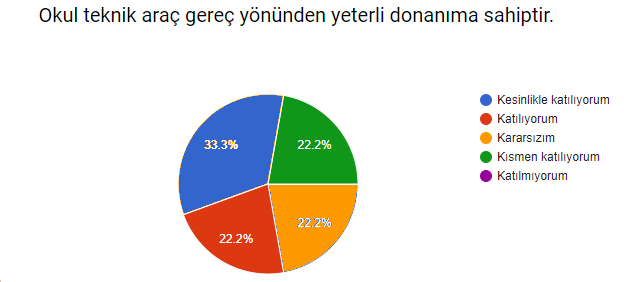 Okul teknik araç gereç yönünden yeterli donanıma sahiptir.
33.3%
22.2%
22.2%
22.2%
Kesinlikle katılıyorum
Katılıyorum
Kararsızım
Kısmen katılıyorum
Katılmıyorum